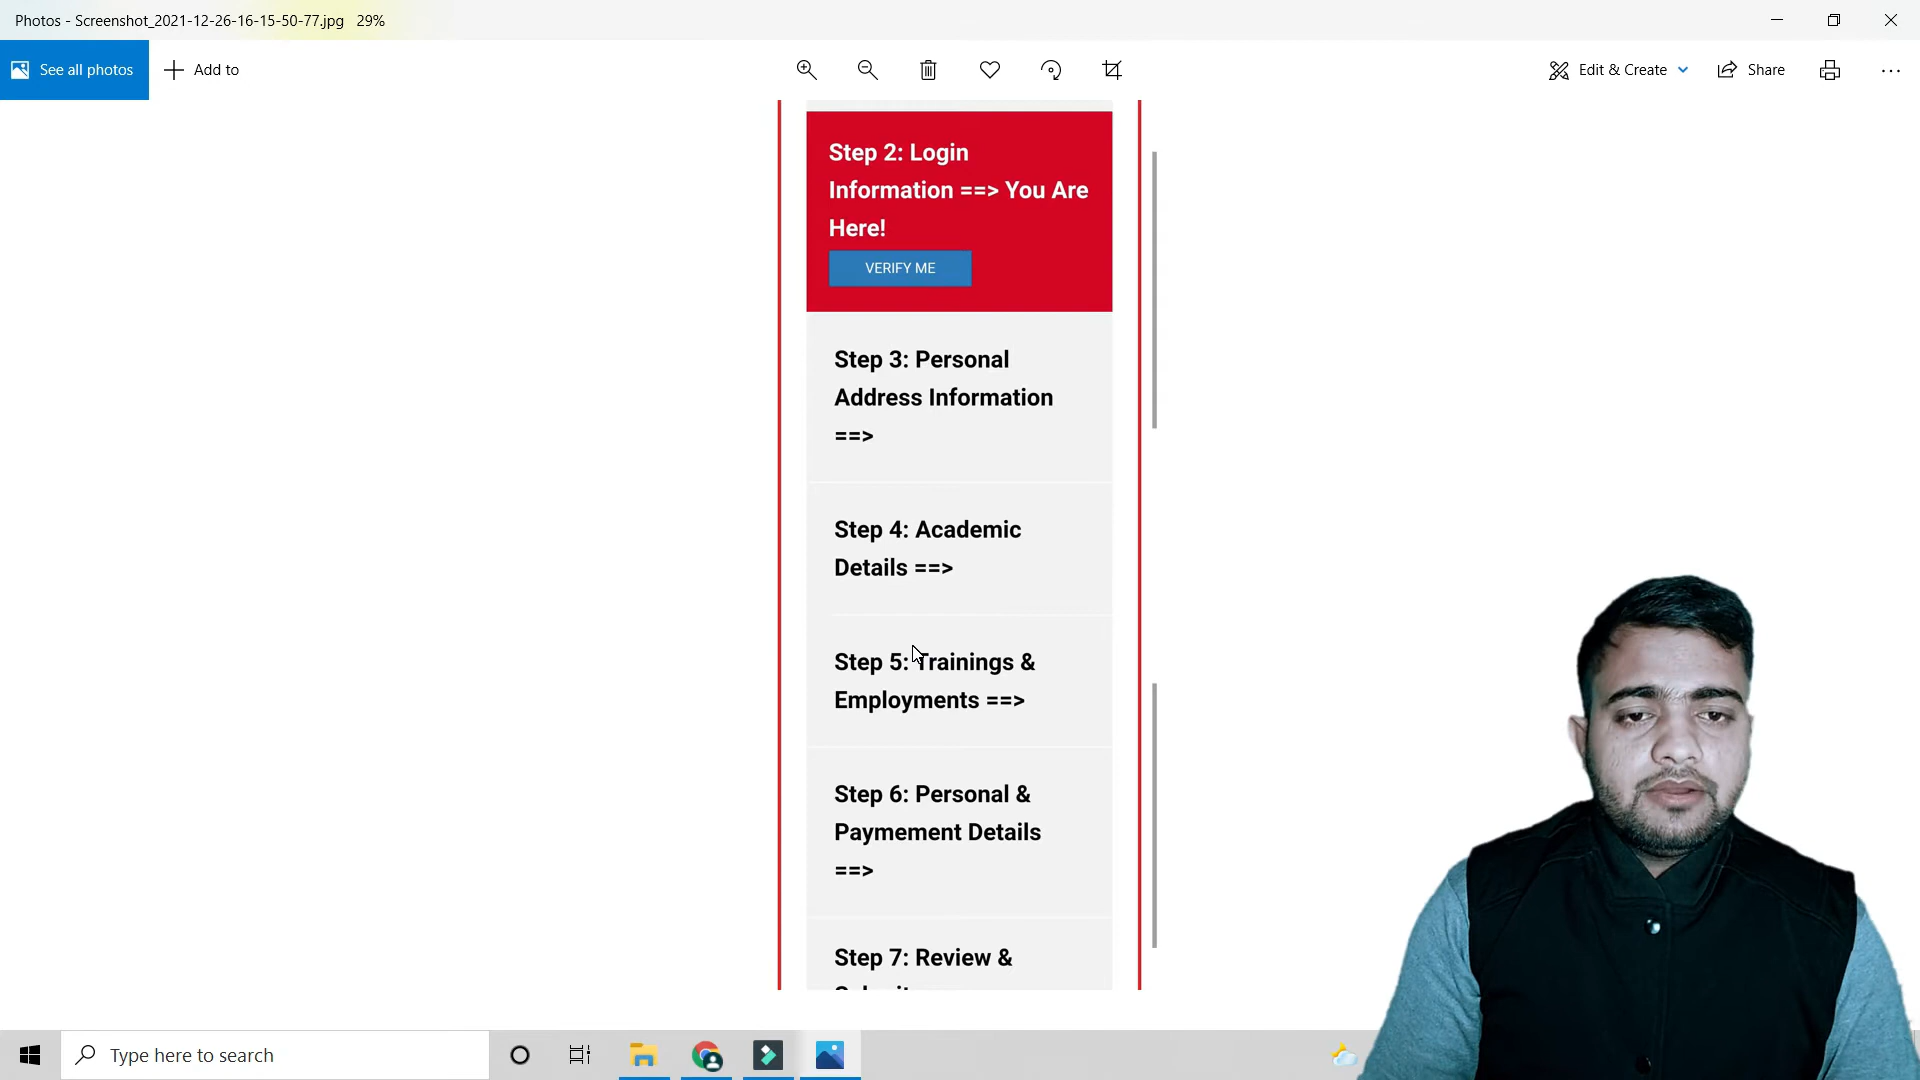 Photos - Screenshot_2021-12-26-16-15-50-77.jpg 29%
See all photos
Add to
Edit & Create
Share
Step 2: Login
Information ==> You Are
Here!
VERIFY ME
Step 3: Personal
Address Information
==>
Step 4: Academic
Details ==>
Step 5: Trainings &
Employments ==>
Step 6: Personal &
Paymement Details
==>
Step 7: Review &
Type here to search